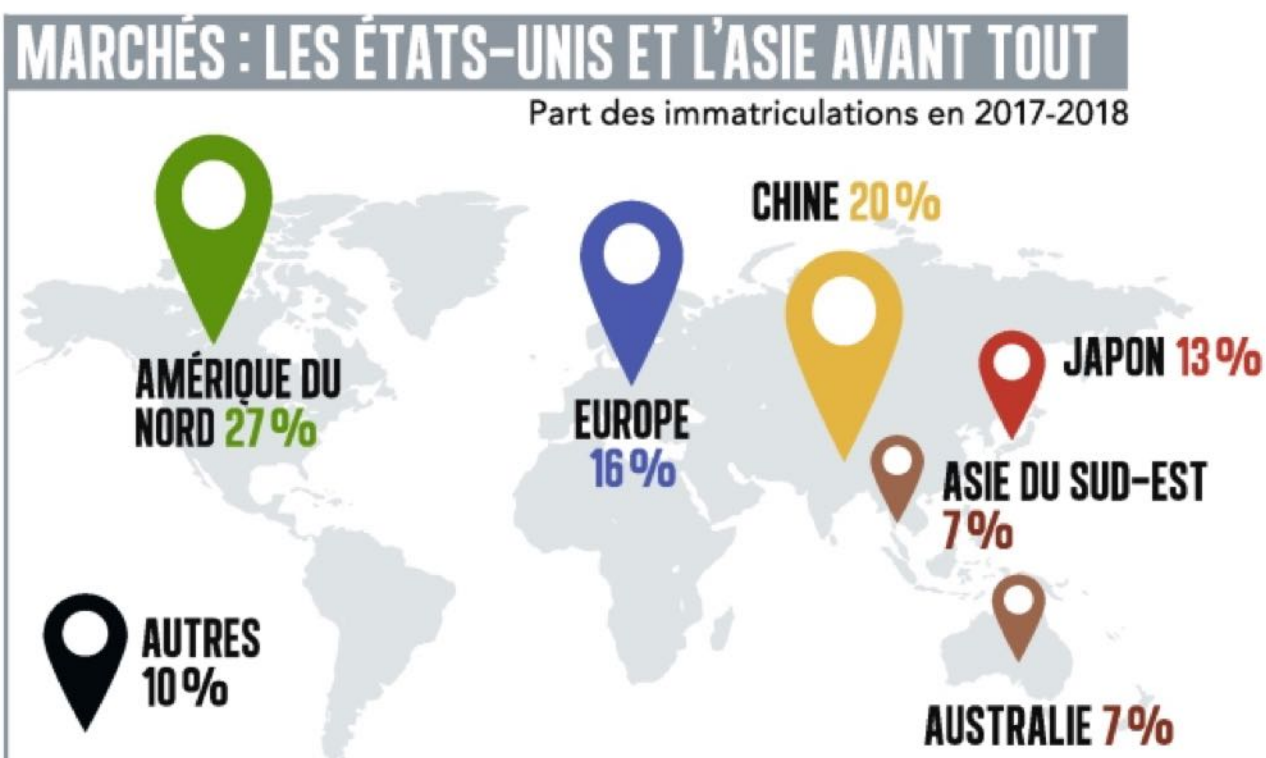 MARCHÉS : LES ÉTATS-UNIS ET L'ASIE AVANT TOUT
Part des immatriculations en 2017-2018
CHINE 20 %
JAPON 13 %
AMÉRIQUE DU
NORD 27 %
EUROPE
16 %
ASIE DU SUD-EST
7 %
AUTRES
10 %
AUSTRALIE 7 %